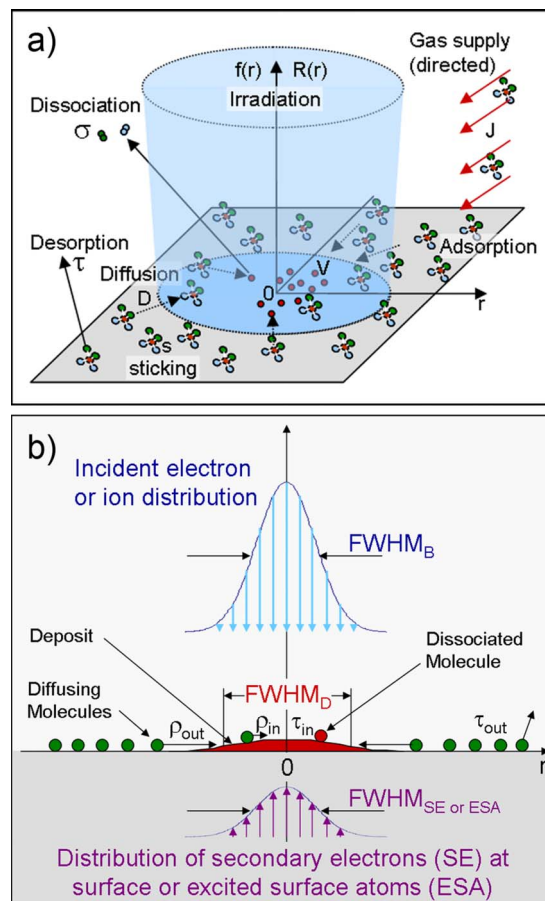 a)
f(r) R(r)
Irradiation
Gas supply
(directed)
J
Dissociation
σ
Desorption
τ
Diffusion
D
V
Adsorption
0
r
s
sticking
b)
Incident electron
or ion distribution
FWHM_B
Deposit
Dissociated
Molecule
Diffusing
Molecules
FWHM_D
ρ_out
ρ_in
τ_in
τ_out
0
r
FWHM_SE or ESA
Distribution of secondary electrons (SE) at
surface or excited surface atoms (ESA)